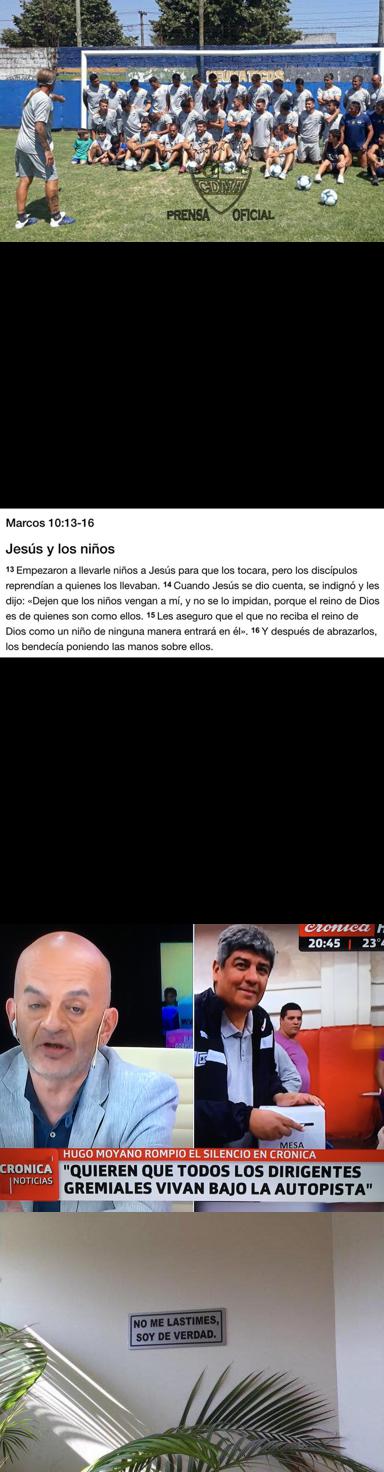 CDMA
PRENSA OFICIAL
Marcos 10:13-16
Jesús y los niños
13 Empezaron a llevarle niños a Jesús para que los tocara, pero los discípulos
reprendían a quienes los llevaban. 14 Cuando Jesús se dio cuenta, se indignó y les
dijo: «Dejen que los niños vengan a mí, y no se lo impidan, porque el reino de Dios
es de quienes son como ellos. 15 Les aseguro que el que no reciba el reino de
Dios como un niño de ninguna manera entrará en él». 16 Y después de abrazarlos,
los bendecía poniendo las manos sobre ellos.
Crónica H
20:45 | 23°
MESA
HUGO MOYANO ROMPIO EL SILENCIO EN CRÓNICA
CRONICA
NOTICIAS
"QUIEREN QUE TODOS LOS DIRIGENTES
GREMIALES VIVAN BAJO LA AUTOPISTA"
NO ME LASTIMES,
SOY DE VERDAD.